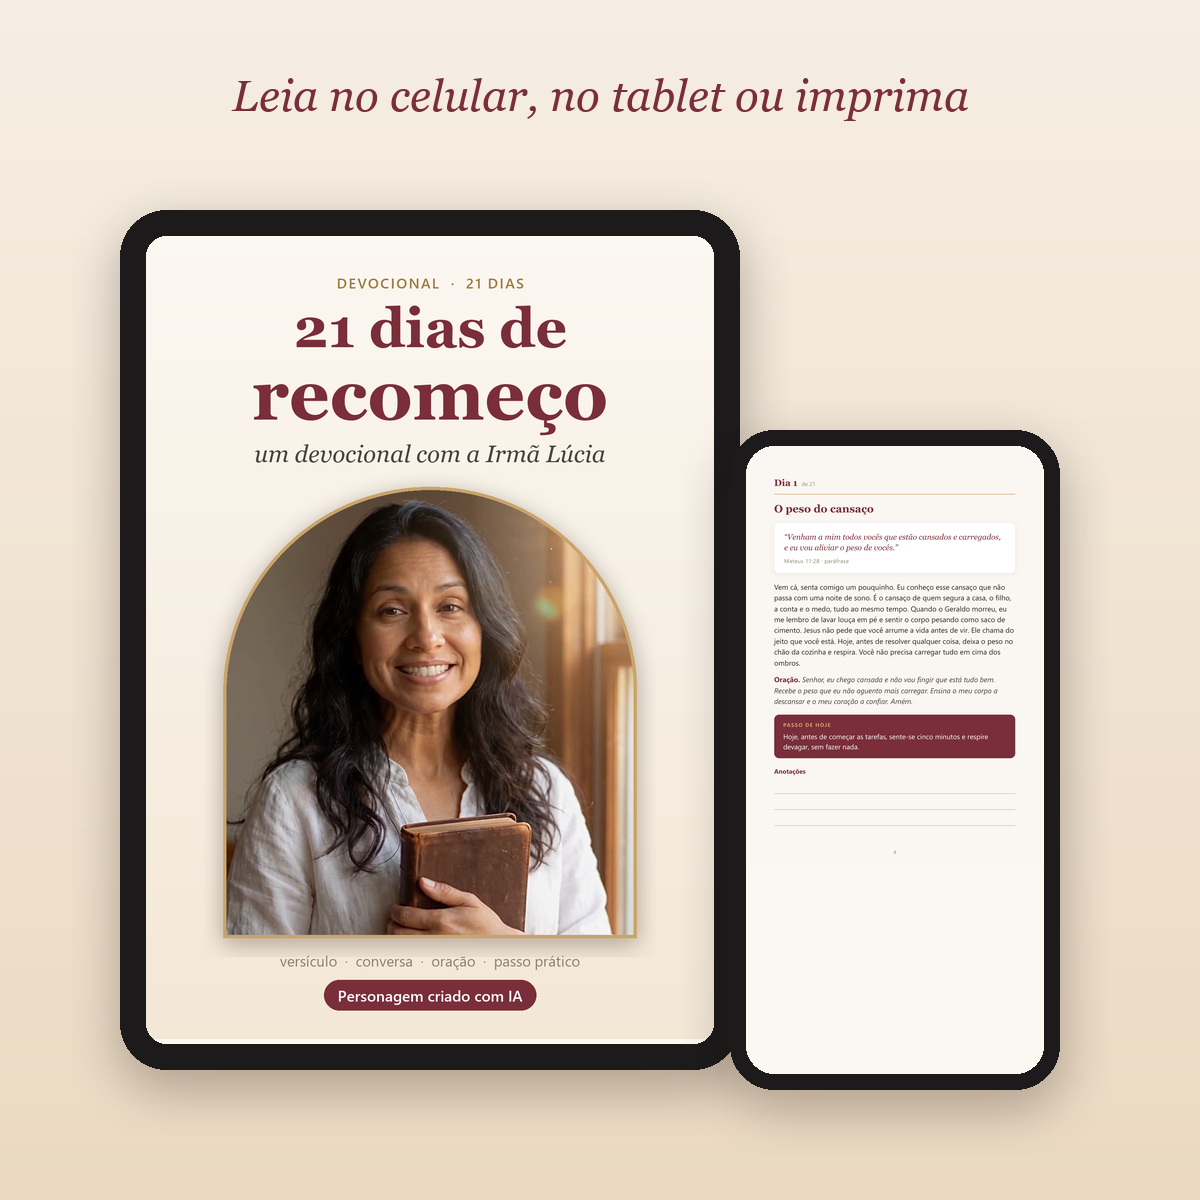 Leia no celular, no tablet ou imprima
DEVOCIONAL · 21 DIAS
21 dias de
recomeço
um devocional com a Irmã Lúcia
versículo · conversa · oração · passo prático
Personagem criado com IA
Dia 1 de 21
O peso do cansaço
“Venham a mim todos vocês que estão cansados e carregados,
e eu vou aliviar o peso de vocês.”
Mateus 11:28 · paráfrase
Vem cá, senta comigo um pouquinho. Eu conheço esse cansaço que não
passa com uma noite de sono. É o cansaço de quem segura a casa, o filho,
a conta e o medo, tudo ao mesmo tempo. Quando o Geraldo morreu, eu
me lembro de lavar louça em pé e sentir o corpo pesando como saco de
cimento. Jesus não pede que você arrume a vida antes de vir. Ele chama do
jeito que você está. Hoje, antes de resolver qualquer coisa, deixa o peso no
chão da cozinha e respira. Você não precisa carregar tudo em cima dos
ombros.
Oração. Senhor, eu chego cansada e não vou fingir que está tudo bem.
Recebe o peso que eu não aguento mais carregar. Ensina o meu corpo a
descansar e o meu coração a confiar. Amém.
PASSO DE HOJE
Hoje, antes de começar as tarefas, sente-se cinco minutos e respire
devagar, sem fazer nada.
Anotações
4